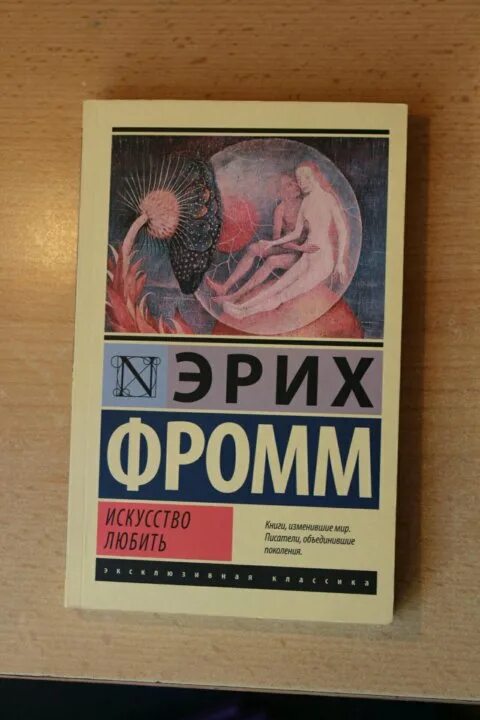 N ЭРИХ
ФРОММ
ИСКУССТВО
ЛЮБИТЬ
Книги, изменившие мир.
Писатели, объединившие
поколения.
эксклюзивная классика